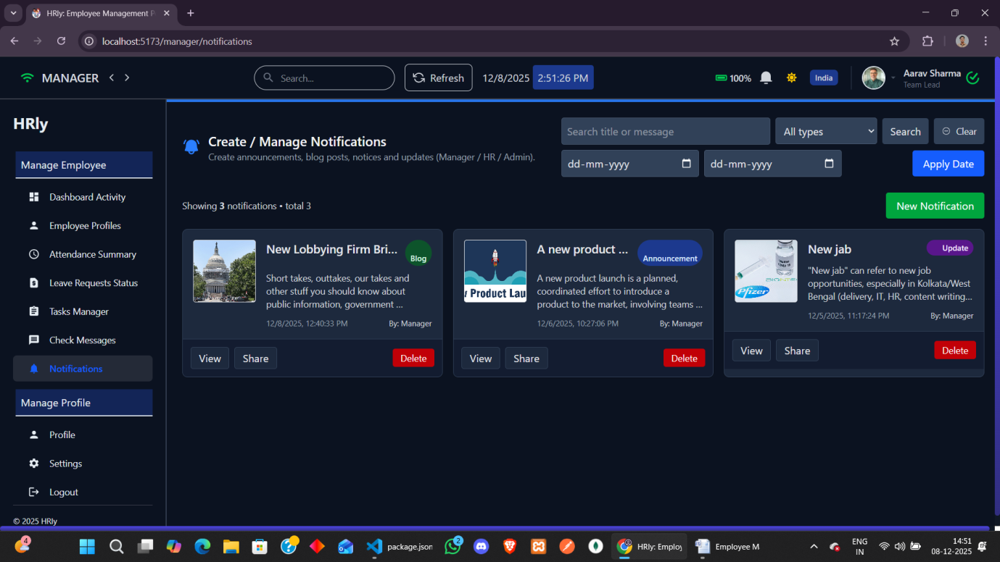 HRly: Employee Management P
localhost:5173/manager/notifications
MANAGER
Search...
Refresh
12/8/2025 2:51:26 PM
100%
India
Aarav Sharma
Team Lead
HRly
Manage Employee
Dashboard Activity
Employee Profiles
Attendance Summary
Leave Requests Status
Tasks Manager
Check Messages
Notifications
Manage Profile
Profile
Settings
Logout
© 2025 HRly
Create / Manage Notifications
Create announcements, blog posts, notices and updates (Manager / HR / Admin).
Search title or message
All types
Search
Clear
dd-mm-yyyy
dd-mm-yyyy
Apply Date
Showing 3 notifications • total 3
New Notification
New Lobbying Firm Bri...
Blog
Short takes, outtakes, our takes and
other stuff you should know about
public information, government ...
12/8/2025, 12:40:33 PM
By: Manager
View
Share
Delete
Product Lau
A new product ...
Announcement
A new product launch is a planned,
coordinated effort to introduce a
product to the market, involving teams ...
12/6/2025, 10:27:06 PM
By: Manager
View
Share
Delete
Pfizer
New jab
Update
"New jab" can refer to new job
opportunities, especially in Kolkata/West
Bengal (delivery, IT, HR, content writing...
12/5/2025, 11:17:24 PM
By: Manager
View
Share
Delete
4
package.json
2
HRly: Employ
Employee M
ENG
IN
14:51
08-12-2025